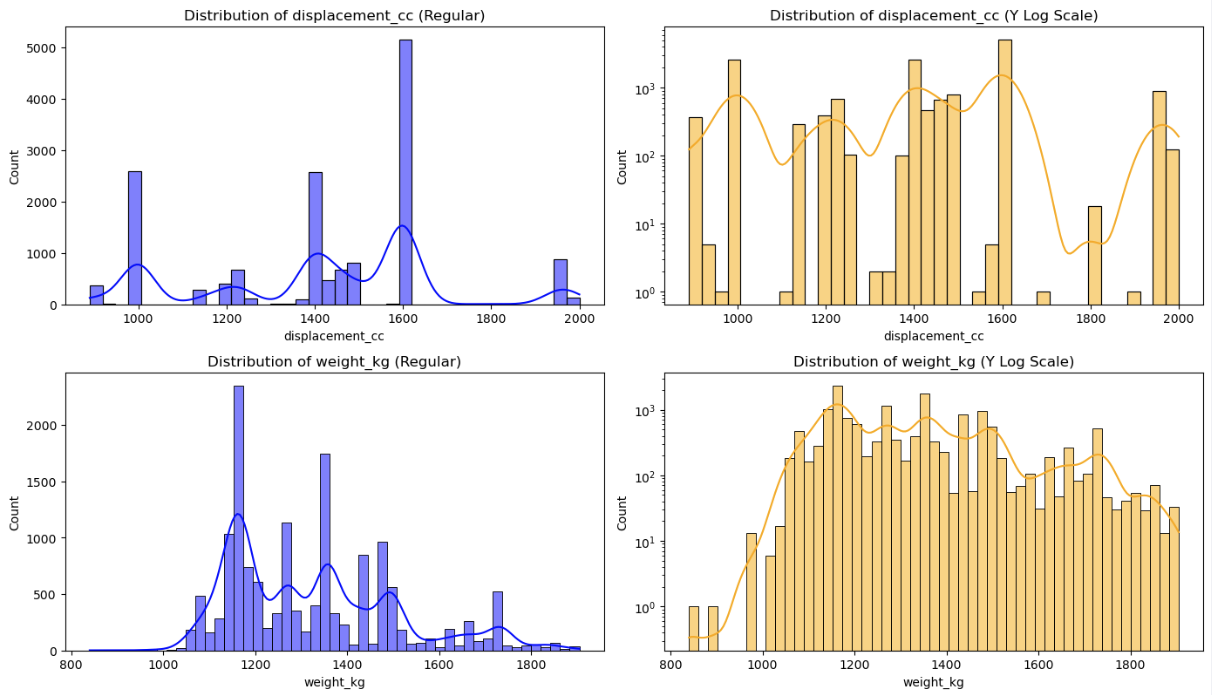 Distribution of displacement_cc (Regular)
Count
5000
4000
3000
2000
1000
0
1000 1200 1400 1600 1800 2000
displacement_cc
Distribution of displacement_cc (Y Log Scale)
Count
10³
10²
10¹
10⁰
1000 1200 1400 1600 1800 2000
displacement_cc
Distribution of weight_kg (Regular)
Count
2000
1500
1000
500
0
800 1000 1200 1400 1600 1800
weight_kg
Distribution of weight_kg (Y Log Scale)
Count
10³
10²
10¹
10⁰
800 1000 1200 1400 1600 1800
weight_kg